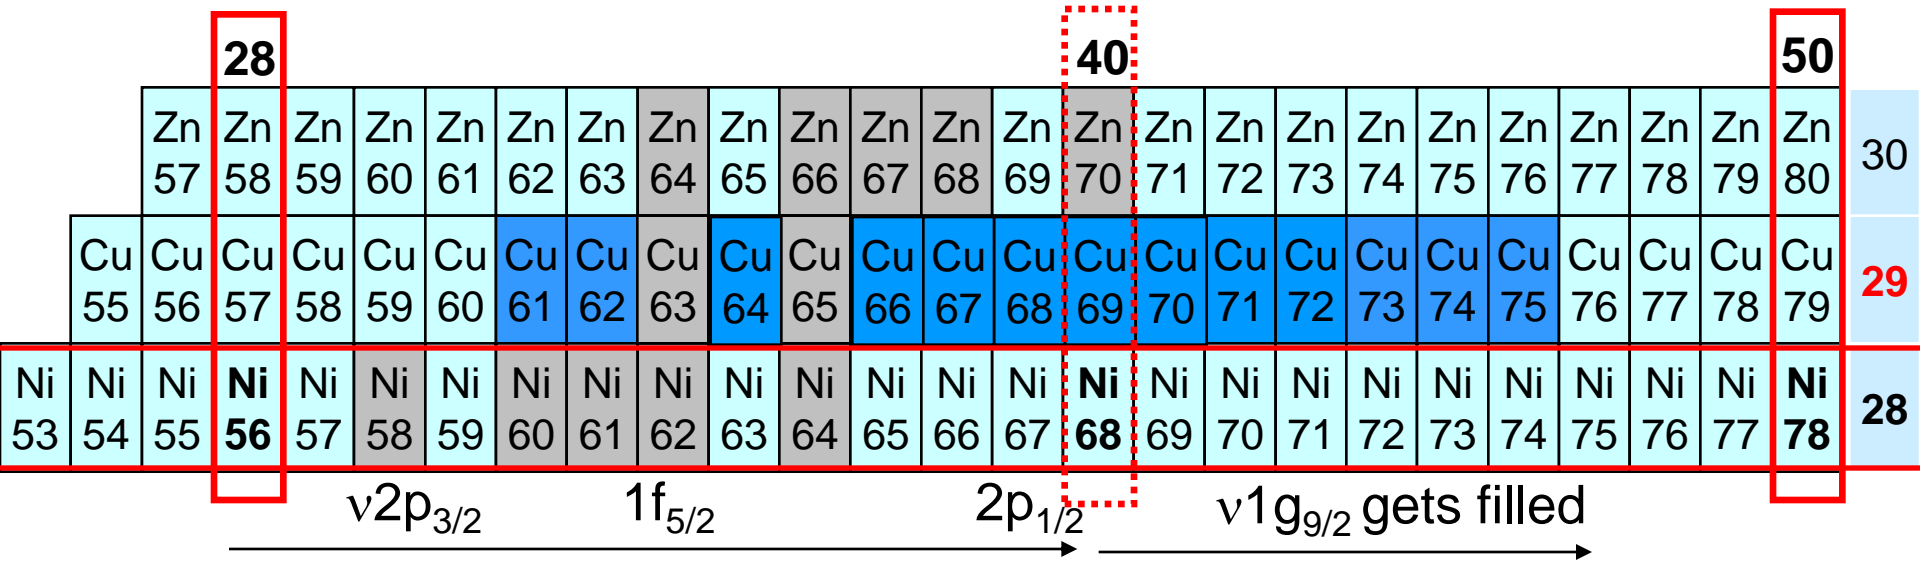 28 40 50
Zn Zn Zn Zn Zn Zn Zn Zn Zn Zn Zn Zn Zn Zn Zn Zn Zn Zn Zn Zn Zn Zn Zn Zn
57 58 59 60 61 62 63 64 65 66 67 68 69 70 71 72 73 74 75 76 77 78 79 80
30
Cu Cu Cu Cu Cu Cu Cu Cu Cu Cu Cu Cu Cu Cu Cu Cu Cu Cu Cu Cu Cu Cu Cu Cu Cu
55 56 57 58 59 60 61 62 63 64 65 66 67 68 69 70 71 72 73 74 75 76 77 78 79
29
Ni Ni Ni Ni Ni Ni Ni Ni Ni Ni Ni Ni Ni Ni Ni Ni Ni Ni Ni Ni Ni Ni Ni Ni Ni Ni
53 54 55 56 57 58 59 60 61 62 63 64 65 66 67 68 69 70 71 72 73 74 75 76 77 78
28
ν2p3/2 1f5/2 2p1/2 ν1g9/2 gets filled